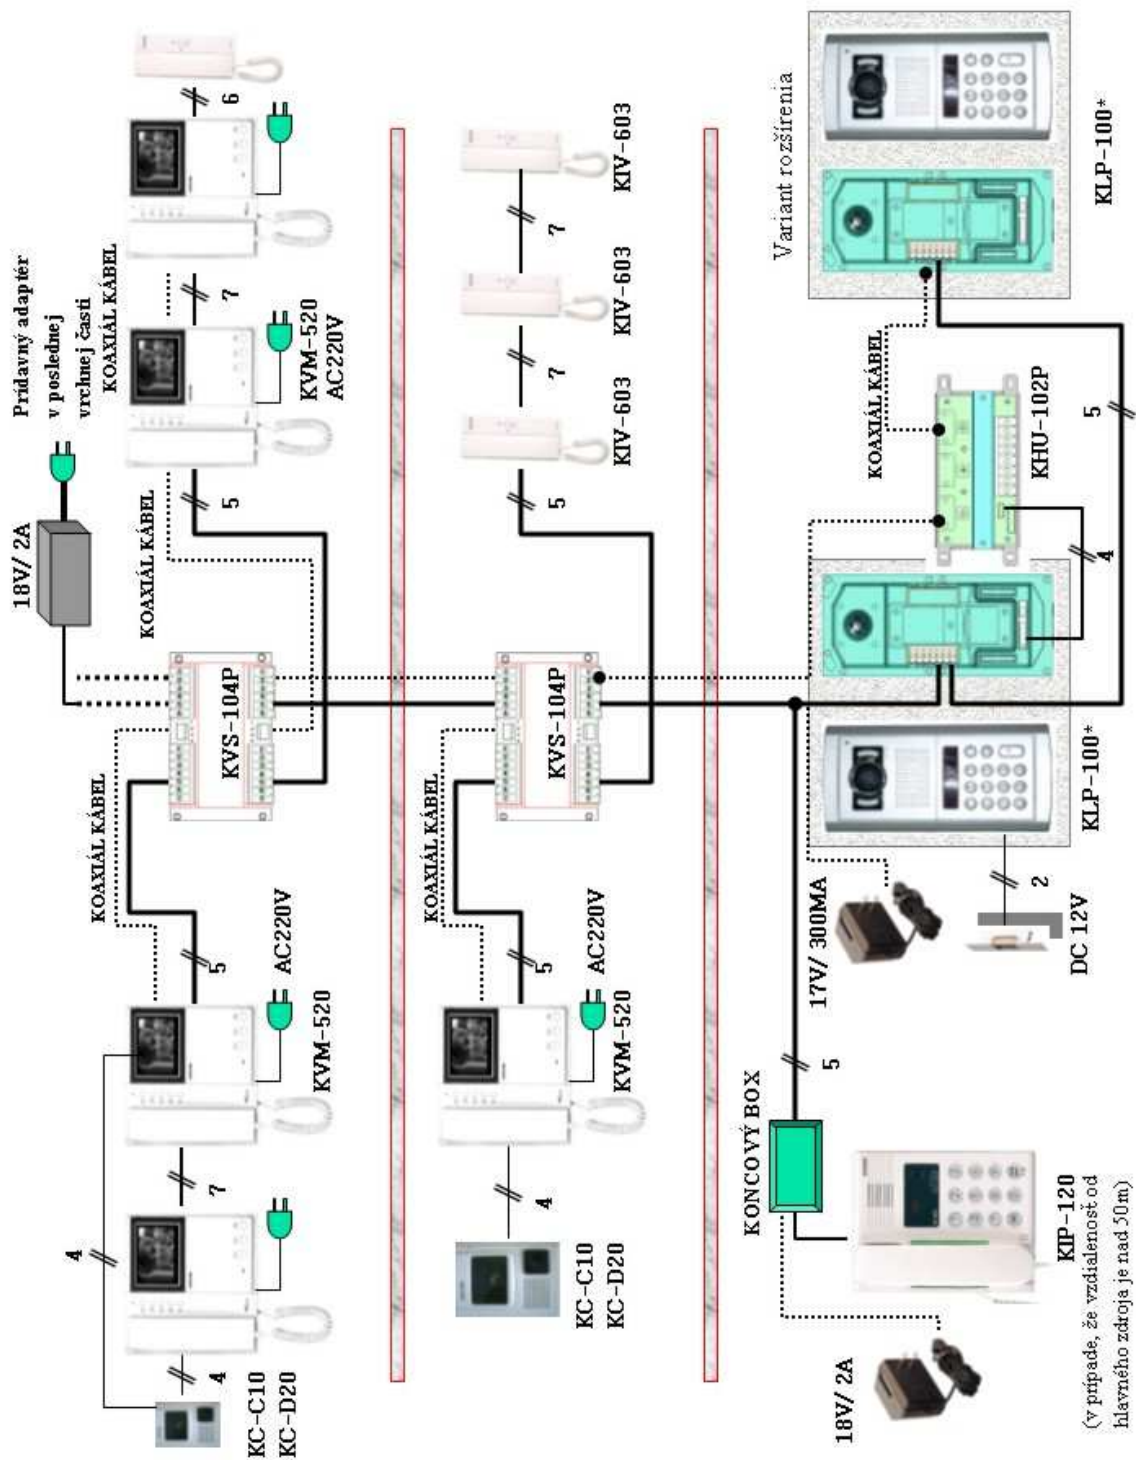 18V/ 2A
Prídavný adaptér
v poslednej
vrchnej časti
KOAXIÁL KÁBEL
4
KOAXIÁL KÁBEL
KOAXIÁL KÁBEL
4
7
5
5
7
6
KC-C10
KC-D20
KVM-520
AC220V
KVS-104P
KVM-520
AC220V
KOAXIÁL KÁBEL
4
5
5
7
7
KC-C10
KC-D20
KVM-520
AC220V
KVS-104P
KIV-603
KIV-603
KIV-603
KONCOVÝ BOX
5
18V/ 2A
17V/ 300MA
KOAXIÁL KÁBEL
Variant rozšírenia
KIP-120
(v prípade, že vzdialenosť od
hlavného zdroja je nad 50m)
2
DC 12V
KLP-100*
KHU-102P
4
5
KLP-100*